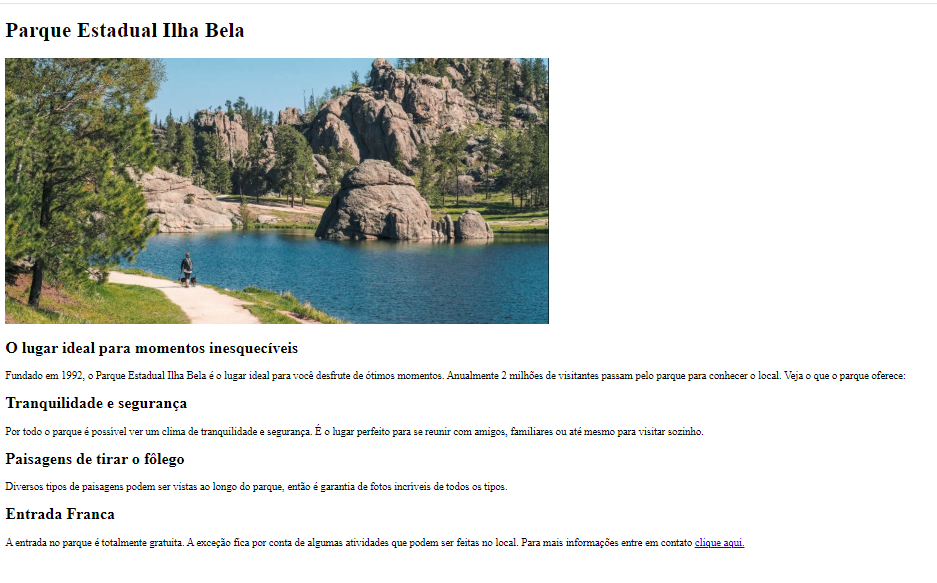 Parque Estadual Ilha Bela
O lugar ideal para momentos inesquecíveis
Fundado em 1992, o Parque Estadual Ilha Bela é o lugar ideal para você desfrute de ótimos momentos. Anualmente 2 milhões de visitantes passam pelo parque para conhecer o local. Veja o que o parque oferece:
Tranquilidade e segurança
Por todo o parque é possível ver um clima de tranquilidade e segurança. É o lugar perfeito para se reunir com amigos, familiares ou até mesmo para visitar sozinho.
Paisagens de tirar o fôlego
Diversos tipos de paisagens podem ser vistas ao longo do parque, então é garantia de fotos incríveis de todos os tipos.
Entrada Franca
A entrada no parque é totalmente gratuita. A exceção fica por conta de algumas atividades que podem ser feitas no local. Para mais informações entre em contato clique aqui.